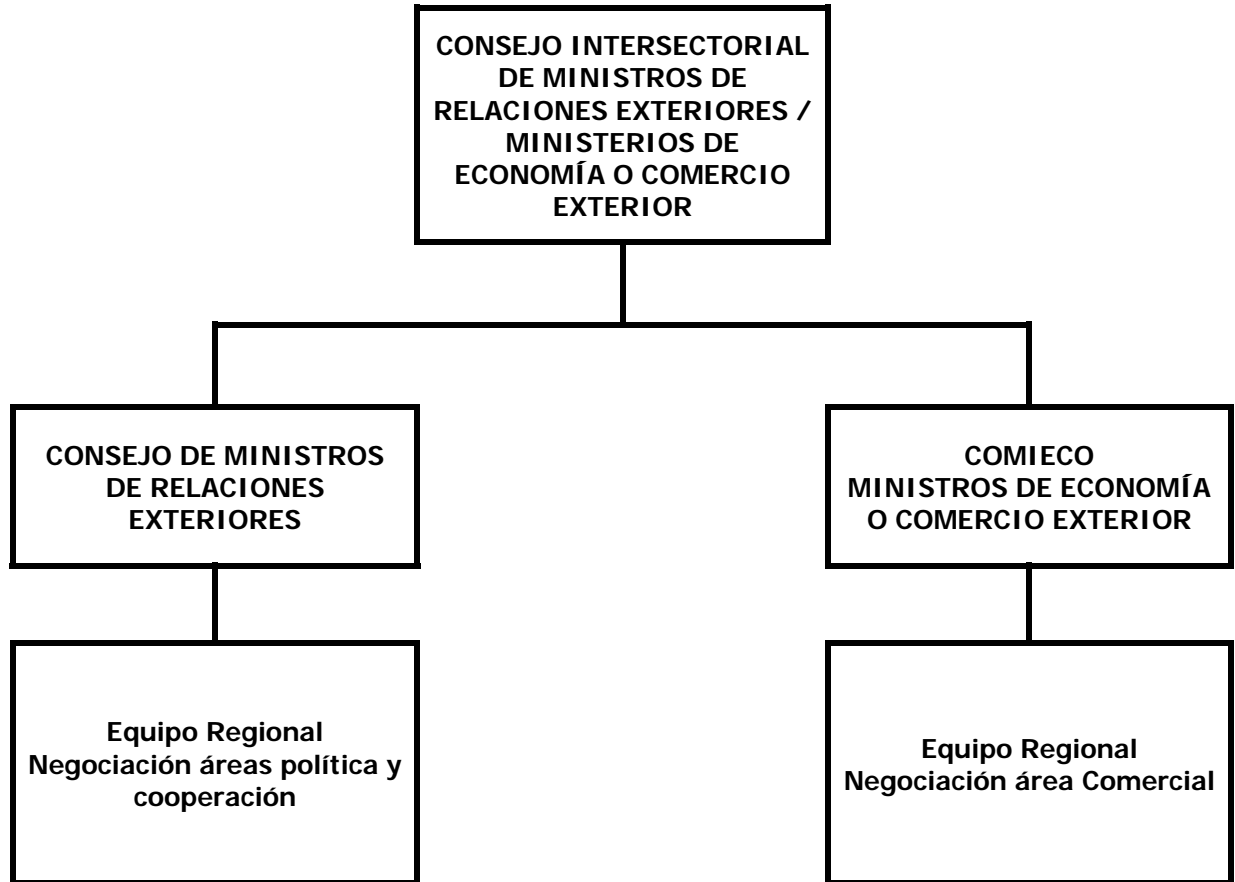 CONSEJO INTERSECTORIAL
DE MINISTROS DE
RELACIONES EXTERIORES /
MINISTERIOS DE
ECONOMÍA O COMERCIO
EXTERIOR
CONSEJO DE MINISTROS
DE RELACIONES
EXTERIORES
COMIECO
MINISTROS DE ECONOMÍA
O COMERCIO EXTERIOR
Equipo Regional
Negociación áreas política y
cooperación
Equipo Regional
Negociación área Comercial